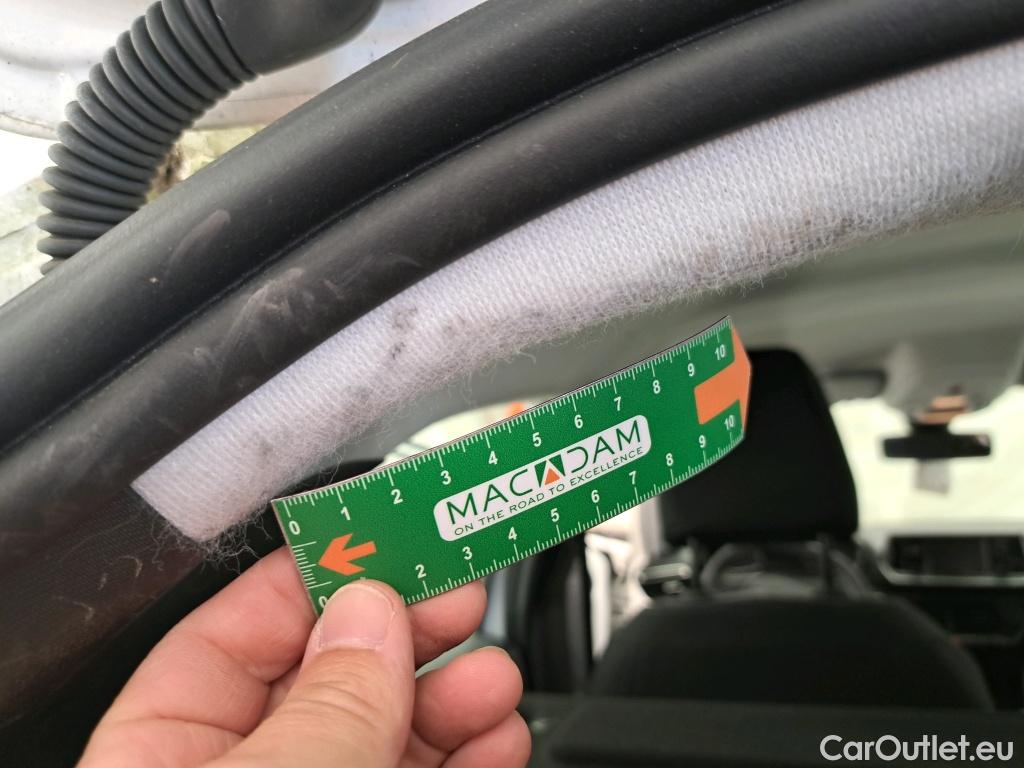 0 1 2 3 4 5 6 7 8 9 10
MACADAM
ON THE ROAD TO EXCELLENCE
0 2 3 4 5 6 7 8 9 10
CarOutlet.eu